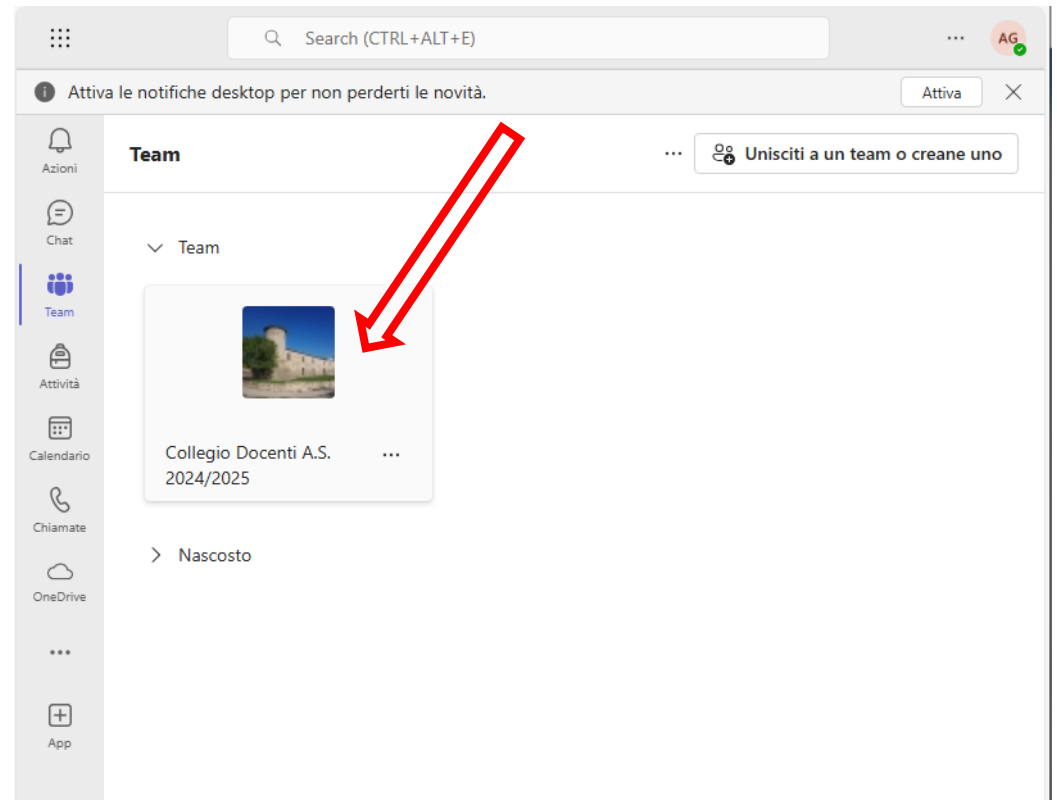 Search (CTRL+ALT+E)
AG
Attiva le notifiche desktop per non perderti le novità.
Attiva
Azioni
Team
Unisciti a un team o creane uno
Chat
Team
Team
Attività
Calendario
Collegio Docenti A.S.
2024/2025
Chiamate
Nascosto
OneDrive
App